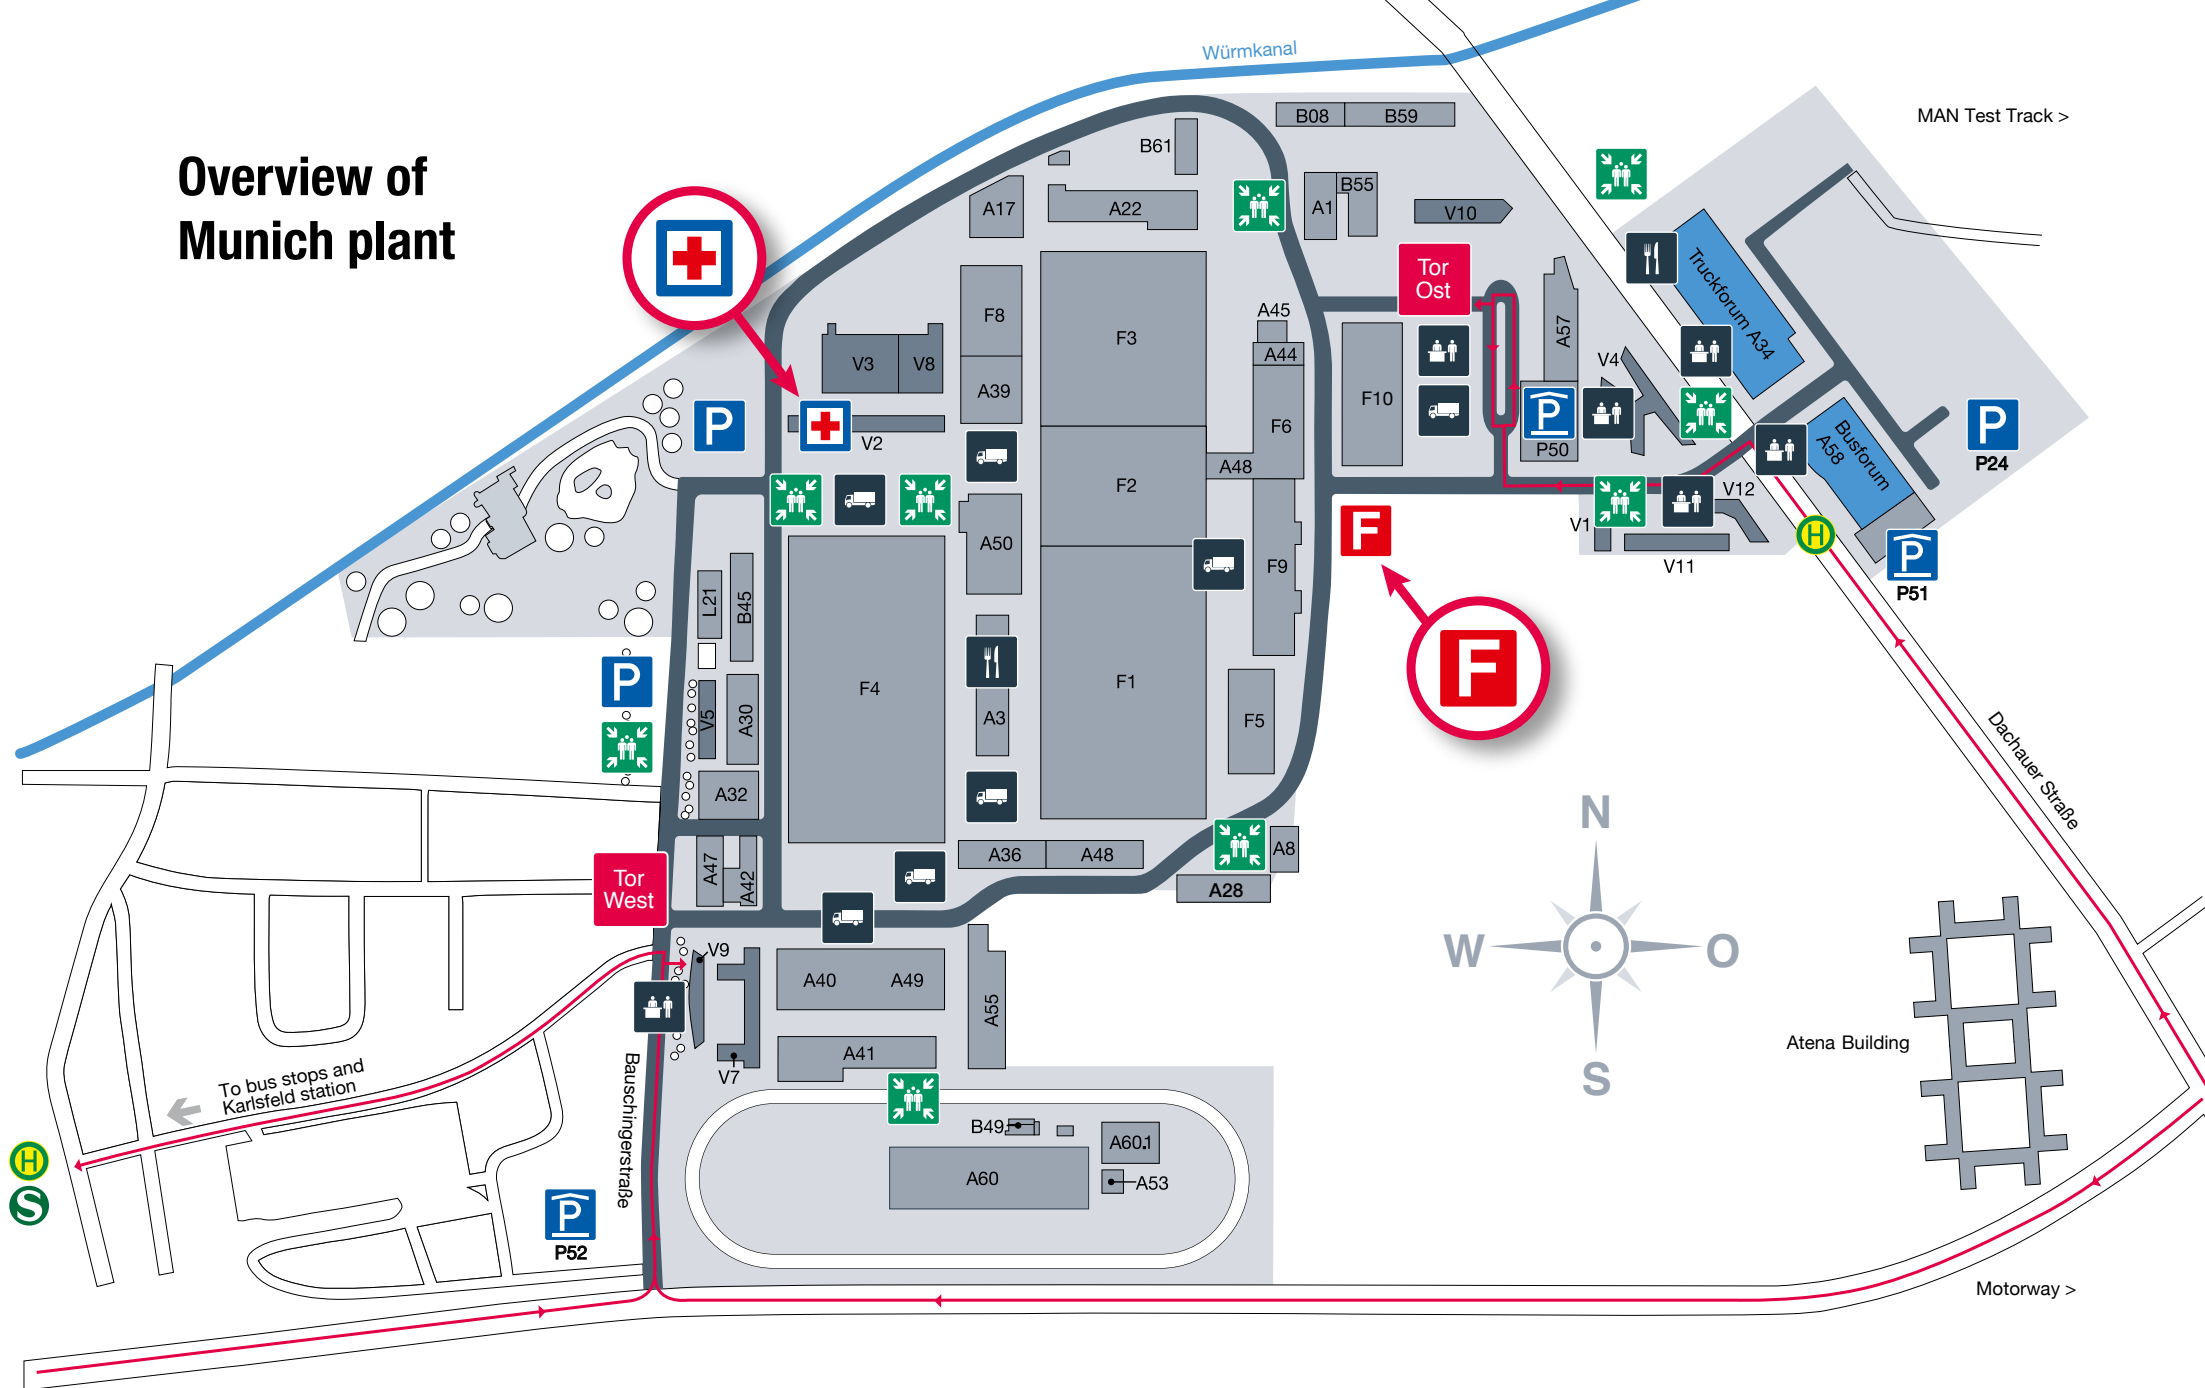 Overview of
Munich plant
Würmkanal
MAN Test Track >
B08
B59
B61
A17
A22
A1
B55
V10
Tor
Ost
Truckforum A34
F8
F3
A45
A44
A57
V4
V3
V8
A39
F10
F6
P
V2
P
P50
Busforum
A58
P
P24
A48
F2
V12
V1
V11
F
H
P
P51
A50
F9
L21
B45
F
P
F4
F1
V5
A30
A3
F5
Dachauer Straße
A32
N
A36
A48
A8
A28
Tor
West
A47
A42
W
O
S
V9
A40
A49
A55
A41
V7
Atena Building
To bus stops and
Karlsfeld station
Bauschingerstraße
B49
A60.1
A60
A53
H
S
P
P52
Motorway >